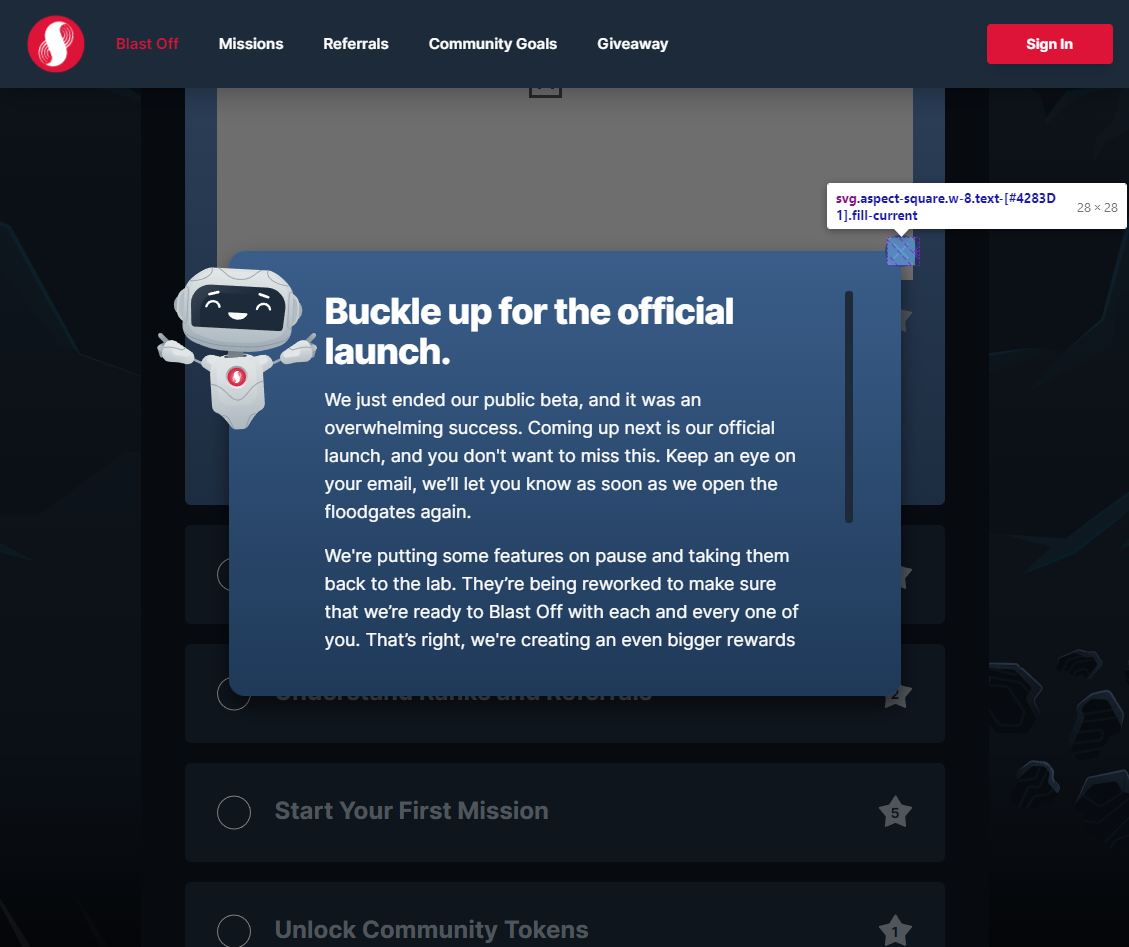 Blast Off
Missions
Referrals
Community Goals
Giveaway
Sign In
svg.aspect-square.w-8.text-[#4283D
1].fill-current
28 × 28
Buckle up for the official
launch.
We just ended our public beta, and it was an
overwhelming success. Coming up next is our official
launch, and you don't want to miss this. Keep an eye on
your email, we’ll let you know as soon as we open the
floodgates again.
We're putting some features on pause and taking them
back to the lab. They’re being reworked to make sure
that we’re ready to Blast Off with each and every one of
you. That’s right, we're creating an even bigger rewards
Understand Ranks and Referrals
2
Start Your First Mission
5
Unlock Community Tokens
1